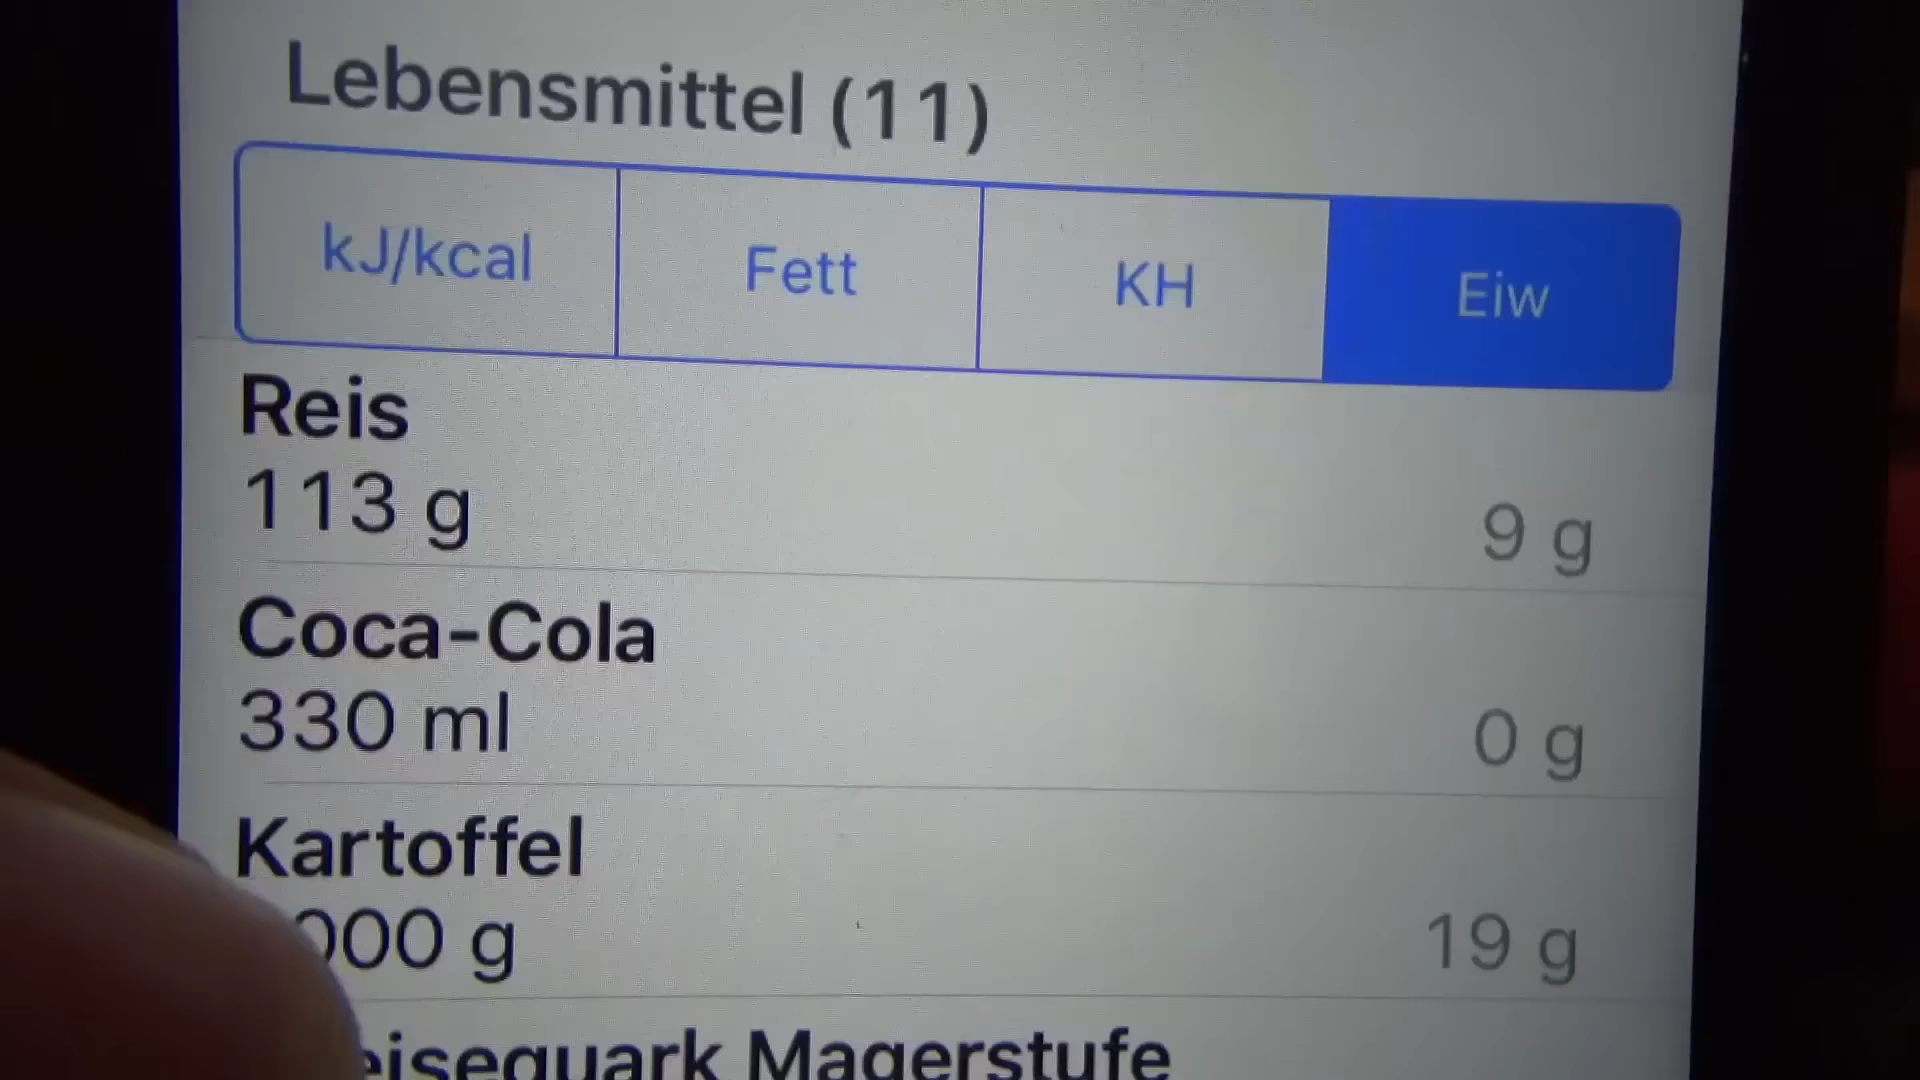 Lebensmittel (11)
kJ/kcal Fett KH Eiw
Reis
113 g 9 g
Coca-Cola
330 ml 0 g
Kartoffel
000 g 19 g
eisequark Magerstufe